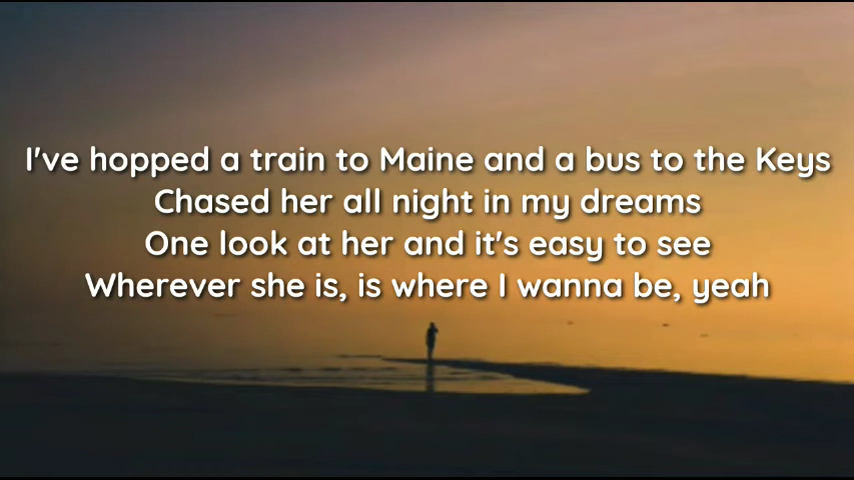 I've hopped a train to Maine and a bus to the Keys
Chased her all night in my dreams
One look at her and it's easy to see
Wherever she is, is where I wanna be, yeah